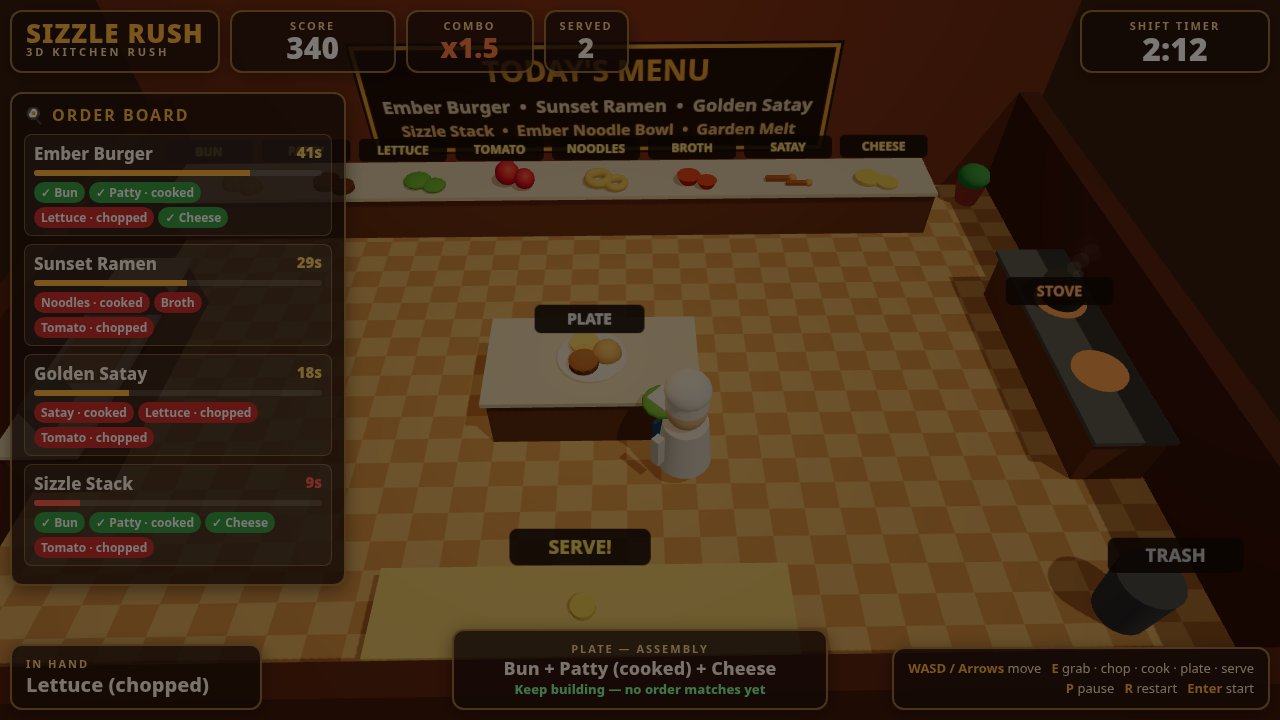 SIZZLE RUSH
3D KITCHEN RUSH
SCORE
340
COMBO
x1.5
SERVED
2
SHIFT TIMER
2:12
TODAY'S MENU
Ember Burger • Sunset Ramen • Golden Satay
Sizzle Stack • Ember Noodle Bowl • Garden Melt
🍳 ORDER BOARD
Ember Burger 41s
✓ Bun ✓ Patty · cooked
Lettuce · chopped ✓ Cheese
Sunset Ramen 29s
Noodles · cooked Broth
Tomato · chopped
Golden Satay 18s
Satay · cooked Lettuce · chopped
Tomato · chopped
Sizzle Stack 9s
✓ Bun ✓ Patty · cooked ✓ Cheese
Tomato · chopped
BUN
LETTUCE
TOMATO
NOODLES
BROTH
SATAY
CHEESE
STOVE
PLATE
SERVE!
TRASH
IN HAND
Lettuce (chopped)
PLATE — ASSEMBLY
Bun + Patty (cooked) + Cheese
Keep building — no order matches yet
WASD / Arrows move E grab · chop · cook · plate · serve
P pause R restart Enter start